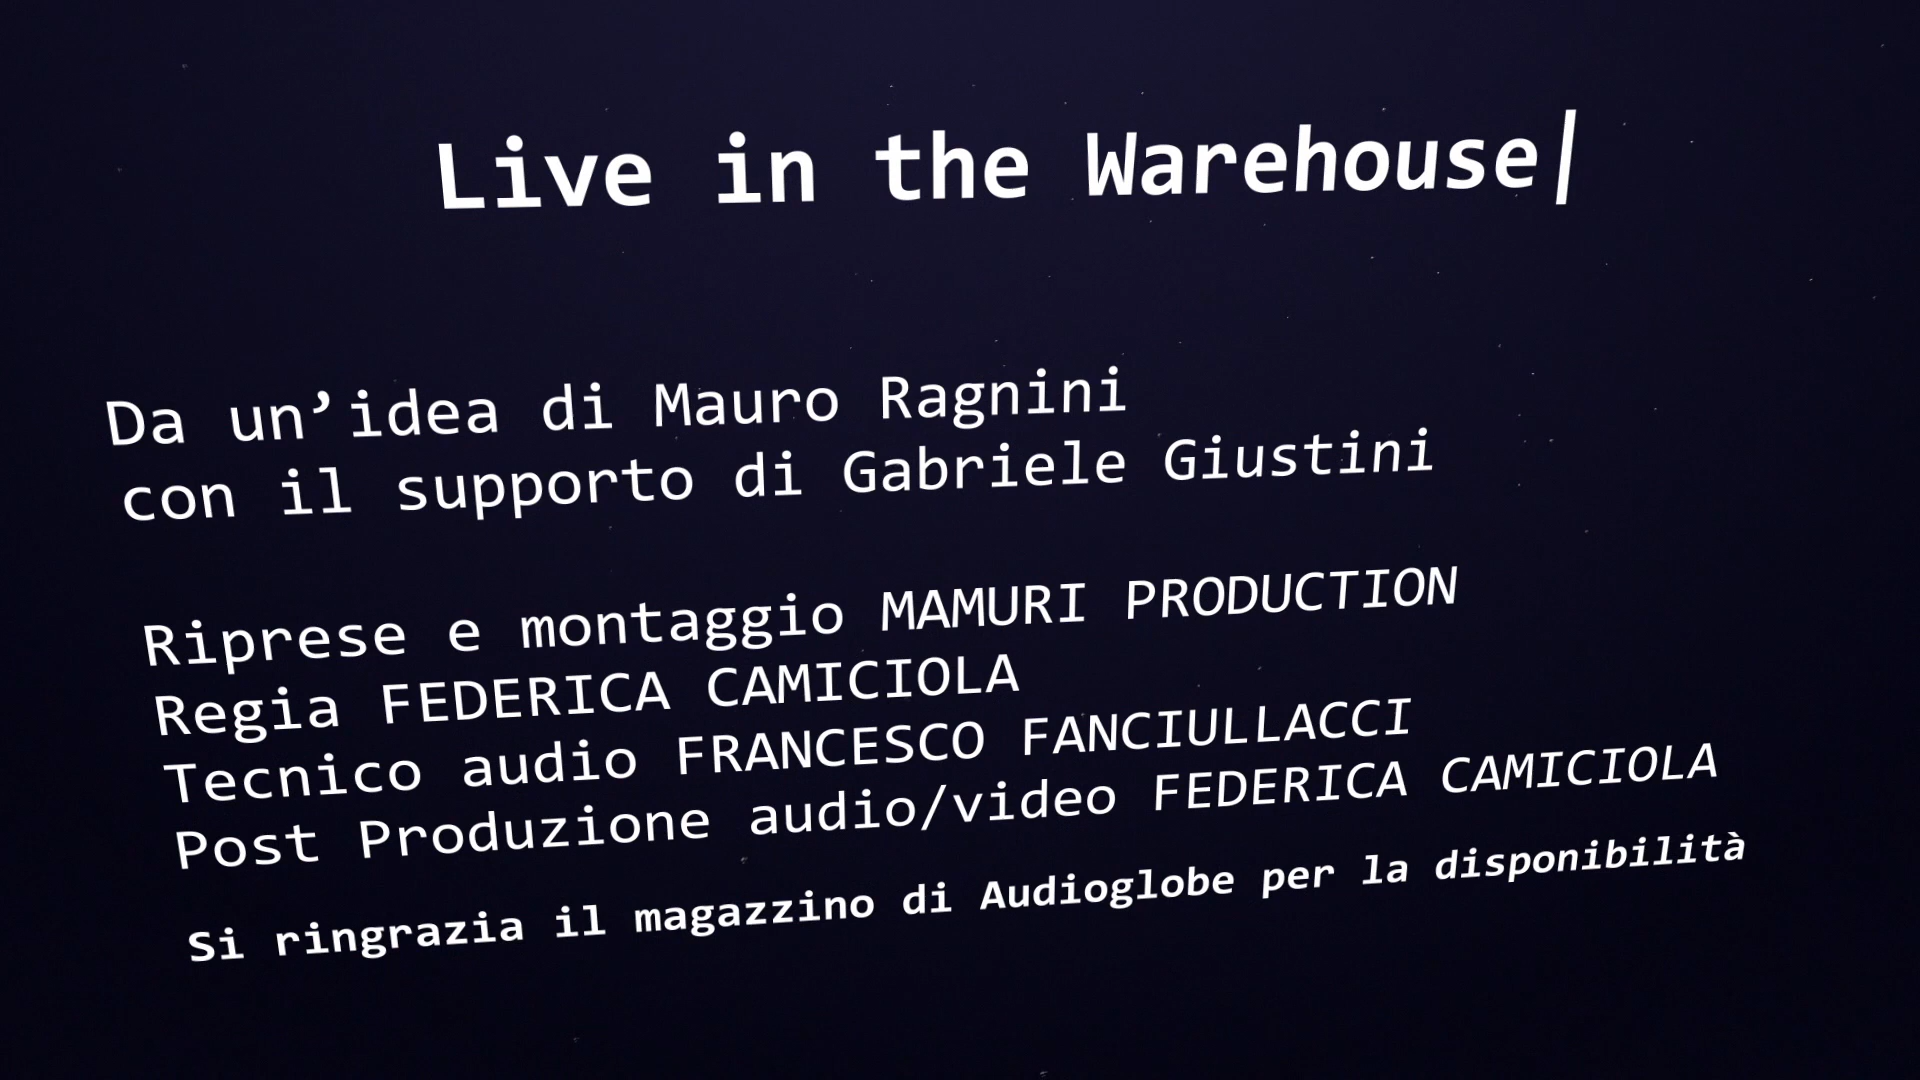 Live in the Warehouse|
Da un’idea di Mauro Ragnini
con il supporto di Gabriele Giustini
Riprese e montaggio MAMURI PRODUCTION
Regia FEDERICA CAMICIOLA
Tecnico audio FRANCESCO FANCIULLACCI
Post Produzione audio/video FEDERICA CAMICIOLA
Si ringrazia il magazzino di Audioglobe per la disponibilità